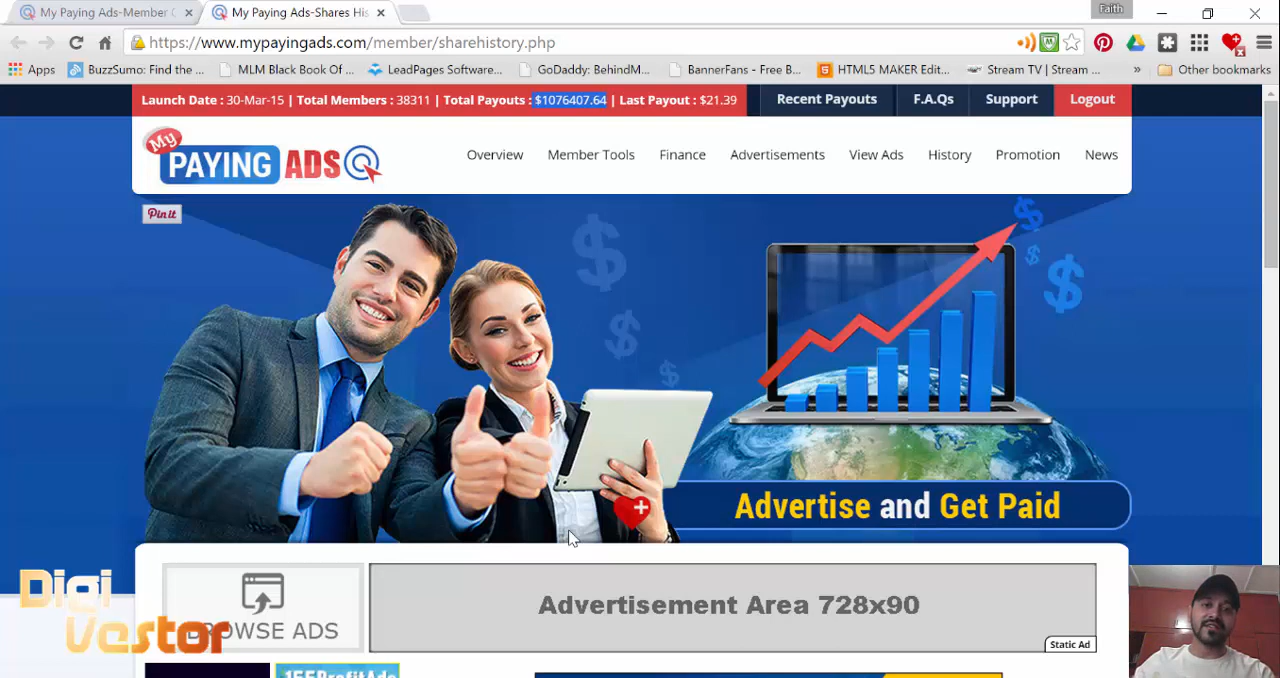 My Paying Ads-Member C
My Paying Ads-Shares His
Faith
https://www.mypayingads.com/member/sharehistory.php
Apps
BuzzSumo: Find the ...
MLM Black Book Of ...
LeadPages Software...
GoDaddy: BehindM...
BannerFans - Free B...
HTML5 MAKER Edit...
Stream TV | Stream ...
»
Other bookmarks
Launch Date : 30-Mar-15 | Total Members : 38311 | Total Payouts : $1076407.64 | Last Payout : $21.39
Recent Payouts
F.A.Qs
Support
Logout
My
PAYING ADS
Overview
Member Tools
Finance
Advertisements
View Ads
History
Promotion
News
Pin it
Advertise and Get Paid
BROWSE ADS
Advertisement Area 728x90
Static Ad
Digi
Vestor
155ProfitAds